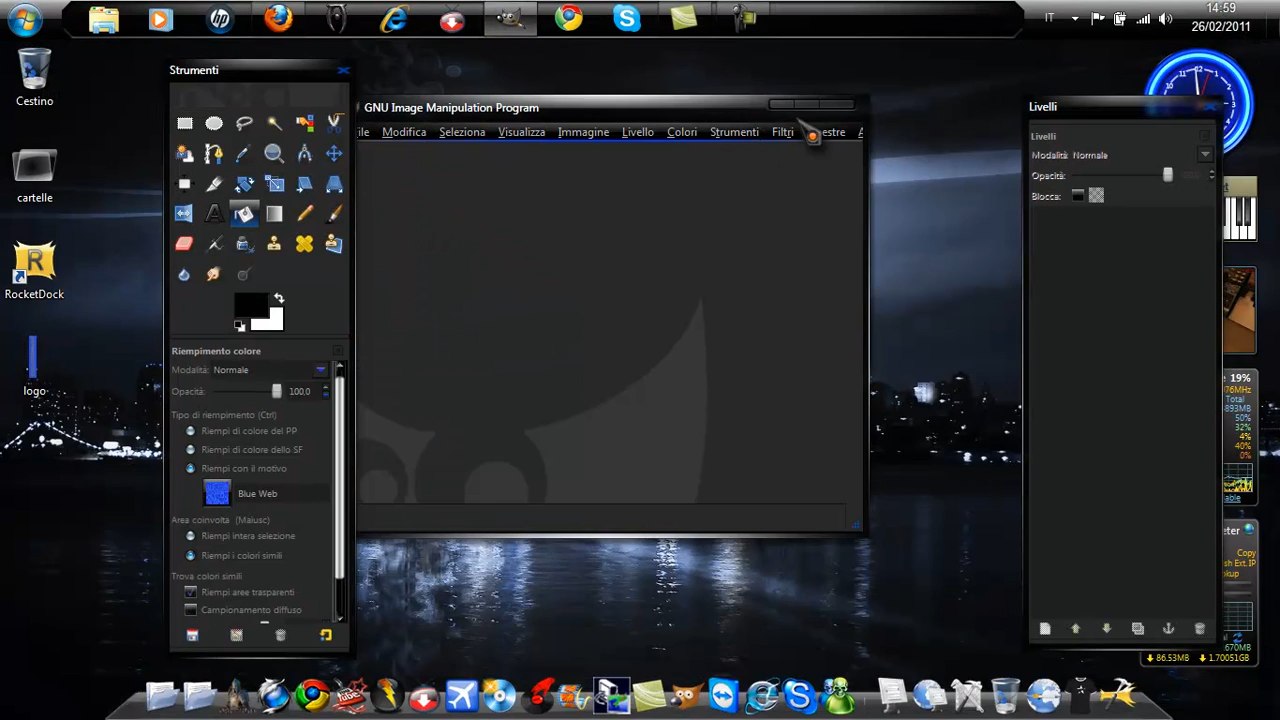 IT
14:59
26/02/2011
Cestino
cartelle
RocketDock
logo
Strumenti
Riempimento colore
Modalità: Normale
Opacità: 100,0
Tipo di riempimento (Ctrl)
Riempi di colore del PP
Riempi di colore dello SF
Riempi con il motivo
Blue Web
Area coinvolta (Maiusc)
Riempi intera selezione
Riempi i colori simili
Trova colori simili
Riempi aree trasparenti
Campionamento diffuso
GNU Image Manipulation Program
ile Modifica Seleziona Visualizza Immagine Livello Colori Strumenti Filtri estre A
Livelli
Livelli
Modalità: Normale
Opacità:
Blocca:
19%
Total
50%
32%
4%
40%
0%
able
Copy
86.53MB 1.70051GB